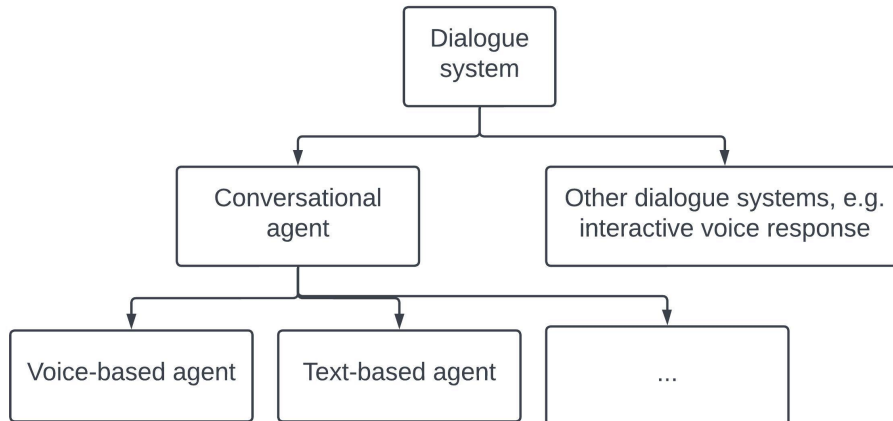 Dialogue
system
Conversational
agent
Other dialogue systems, e.g.
interactive voice response
Voice-based agent
Text-based agent
...